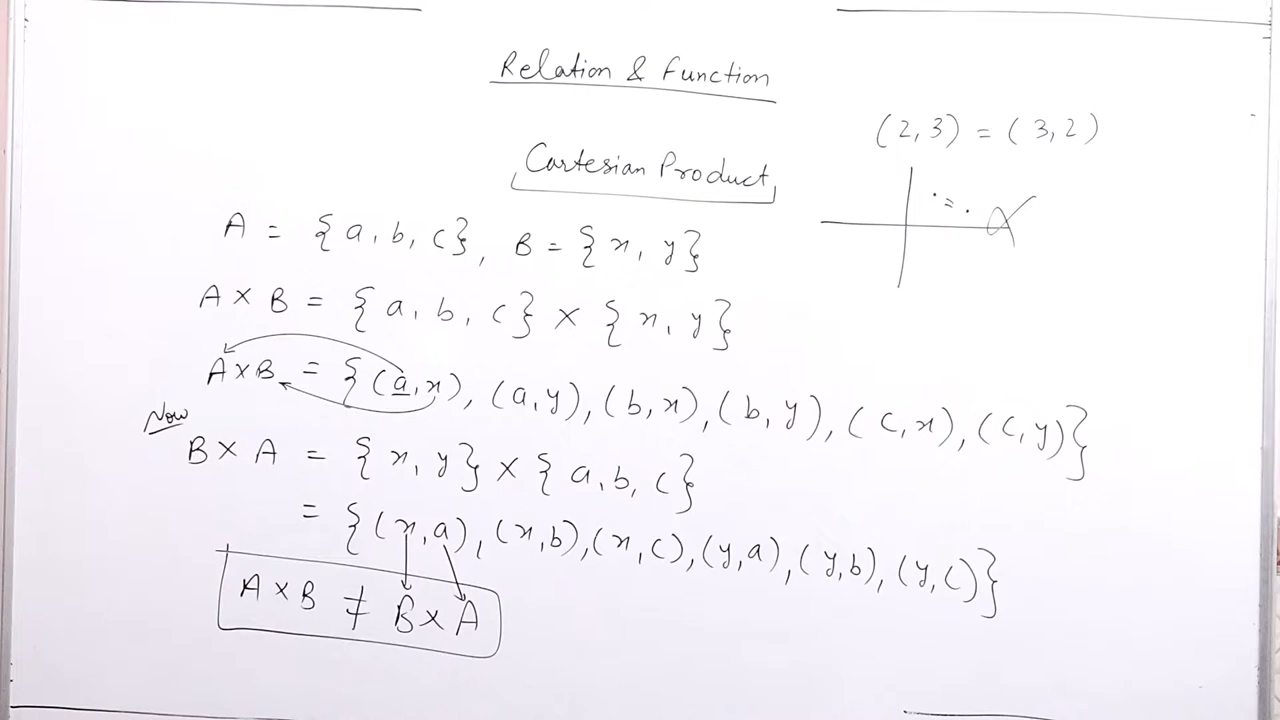 Relation & Function
(2,3) = (3,2)
Cartesian Product
A = {a, b, c}, B = {x, y}
A × B = {a, b, c} × {x, y}
A×B = {(a,x), (a,y), (b,x), (b,y), (c,x), (c,y)}
Now
B × A = {x, y} × {a, b, c}
= {(x,a), (x,b), (x,c), (y,a), (y,b), (y,c)}
A × B ≠ B × A